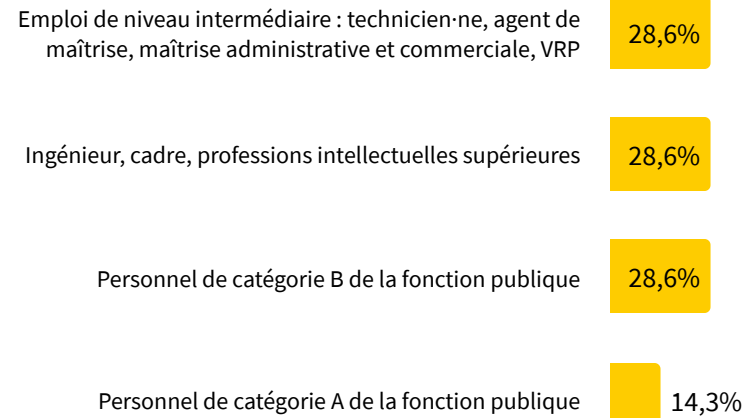 Emploi de niveau intermédiaire : technicien·ne, agent de
maîtrise, maîtrise administrative et commerciale, VRP
28,6%
Ingénieur, cadre, professions intellectuelles supérieures
28,6%
Personnel de catégorie B de la fonction publique
28,6%
Personnel de catégorie A de la fonction publique
14,3%